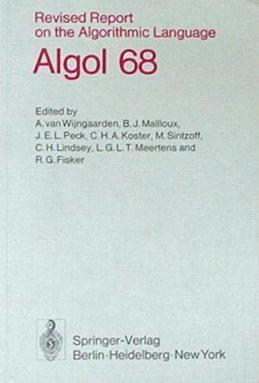 Revised Report
on the Algorithmic Language
Algol 68
Edited by
A. van Wijngaarden, B. J. Mailloux,
J. E. L. Peck, C. H. A. Koster, M. Sintzoff,
C. H. Lindsey, L. G. L. T. Meertens and
R. G. Fisker
Springer-Verlag
Berlin · Heidelberg · New York